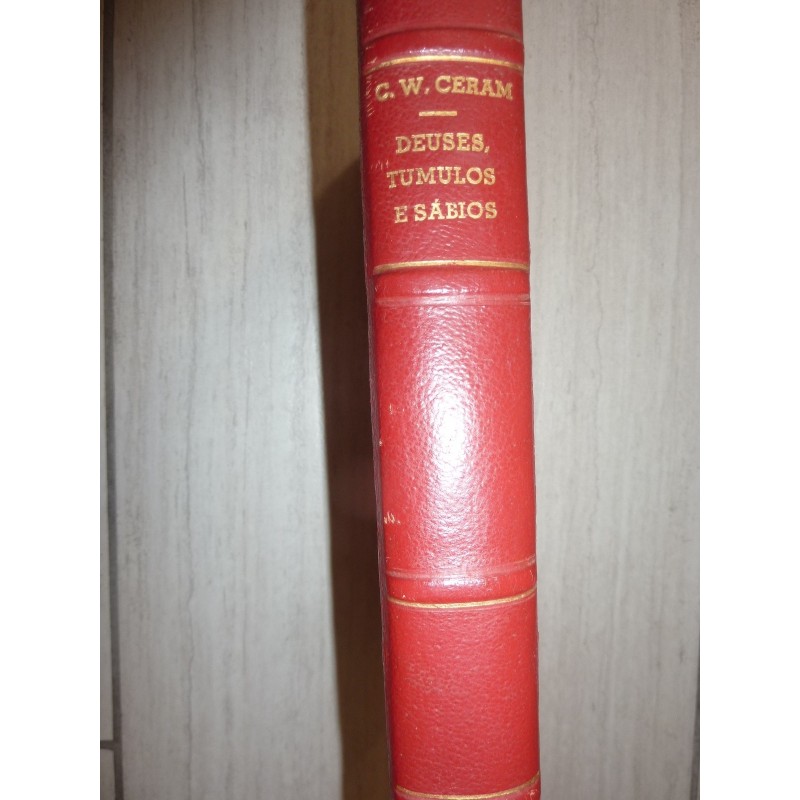 C. W. CERAM
DEUSES,
TUMULOS
E SÁBIOS